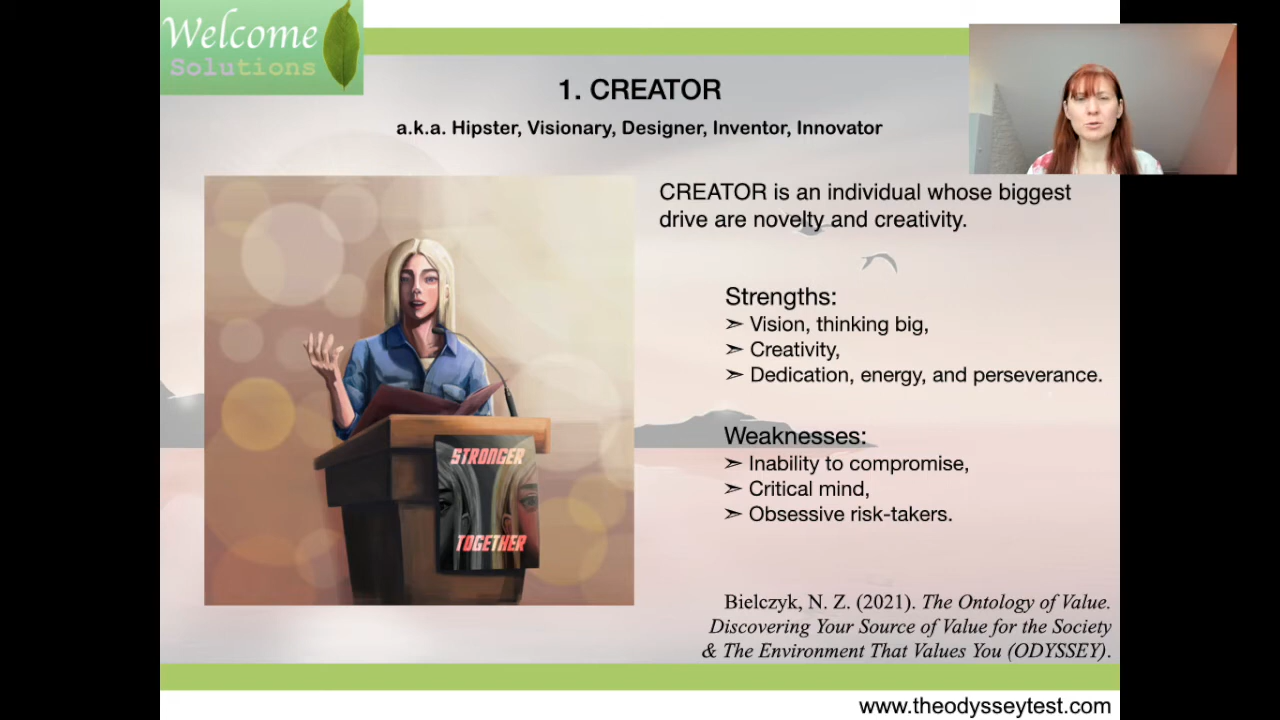 Welcome
Solutions
1. CREATOR
a.k.a. Hipster, Visionary, Designer, Inventor, Innovator
CREATOR is an individual whose biggest
drive are novelty and creativity.
Strengths:
➣ Vision, thinking big,
➣ Creativity,
➣ Dedication, energy, and perseverance.
Weaknesses:
➣ Inability to compromise,
➣ Critical mind,
➣ Obsessive risk-takers.
STRONGER
TOGETHER
Bielczyk, N. Z. (2021). The Ontology of Value.
Discovering Your Source of Value for the Society
& The Environment That Values You (ODYSSEY).
www.theodysseytest.com